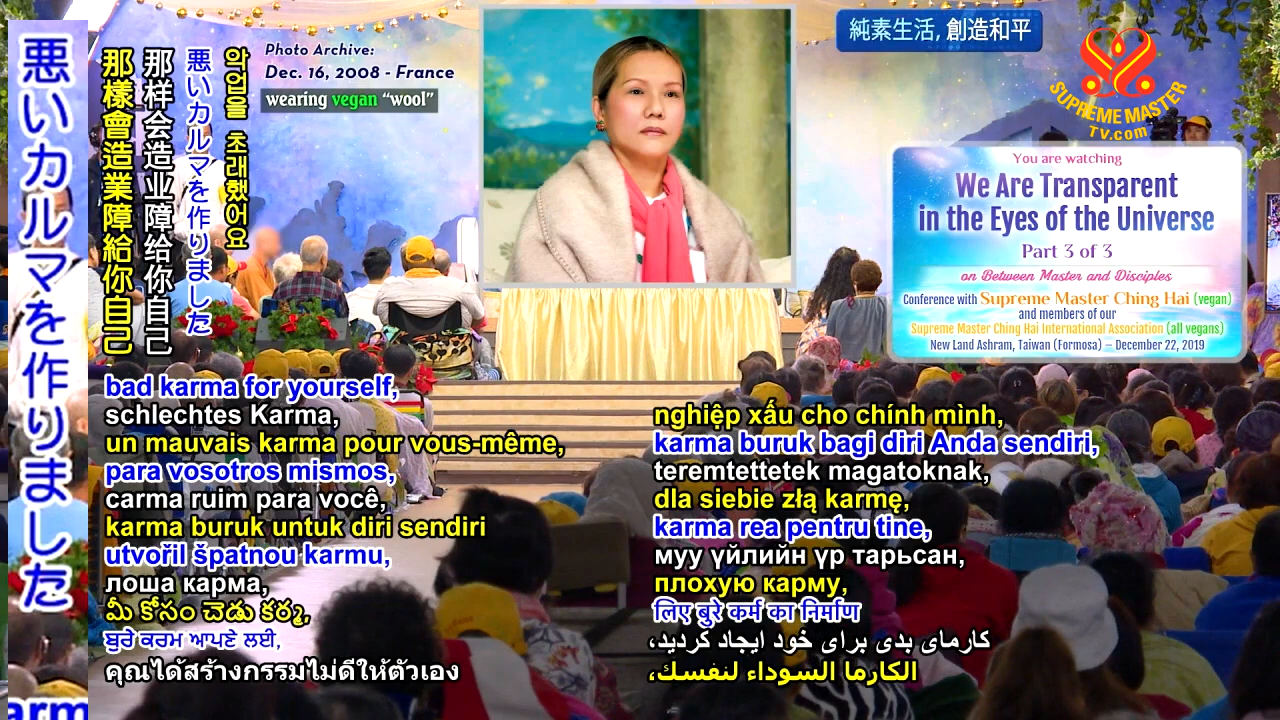 悪いカルマを作りました
那樣會造業障給你自己
那样会造业障给你自己
悪いカルマを作りました
악업을 초래했어요
Photo Archive:
Dec. 16, 2008 - France
wearing vegan “wool”
純素生活, 創造和平
SUPREME MASTER
TV.com
You are watching
We Are Transparent
in the Eyes of the Universe
Part 3 of 3
on Between Master and Disciples
Conference with Supreme Master Ching Hai (vegan)
and members of our
Supreme Master Ching Hai International Association (all vegans)
New Land Ashram, Taiwan (Formosa) – December 22, 2019
bad karma for yourself,
schlechtes Karma,
un mauvais karma pour vous-même,
para vosotros mismos,
carma ruim para você,
karma buruk untuk diri sendiri
utvořil špatnou karmu,
лоша карма,
మీ కోసం చెడు కర్మ,
ਬੁਰੇ ਕਰਮ ਆਪਣੇ ਲਈ,
คุณได้สร้างกรรมไม่ดีให้ตัวเอง
nghiệp xấu cho chính mình,
karma buruk bagi diri Anda sendiri,
teremtettetek magatoknak,
dla siebie złą karmę,
karma rea pentru tine,
муу үйлийн үр тарьсан,
плохую карму,
लिए बुरे कर्म का निर्माण
کارمای بدی برای خود ایجاد کردید،
الكارما السوداء لنفسك،
arm